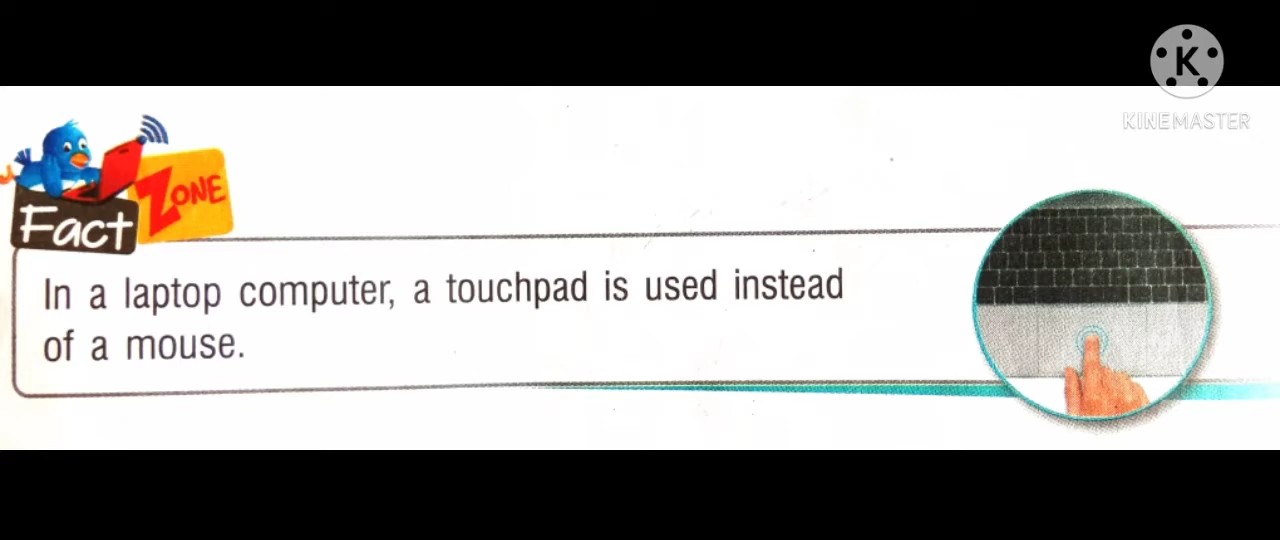 K
KINEMASTER
Fact ZONE
In a laptop computer, a touchpad is used instead
of a mouse.